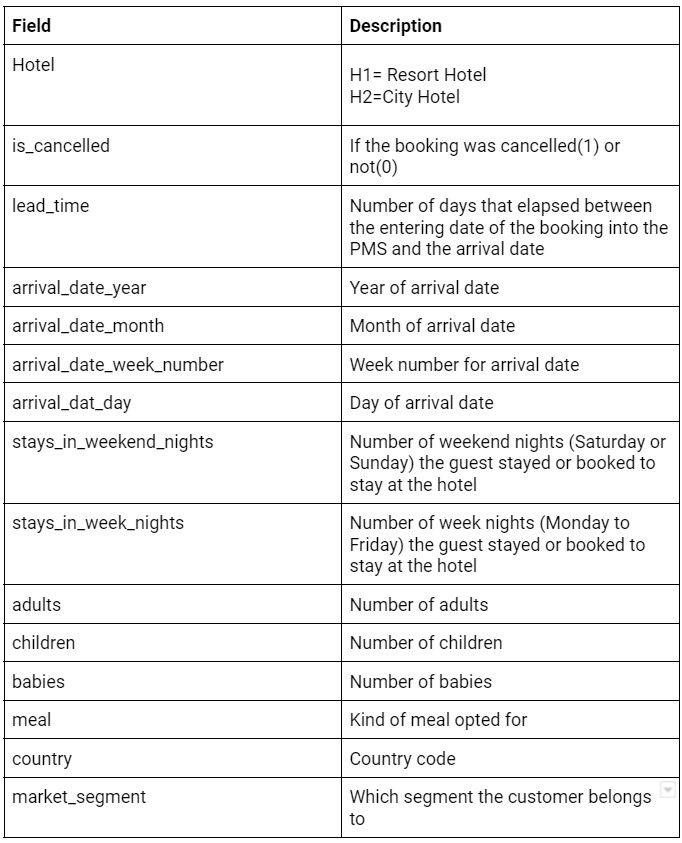 Field Description
Hotel
H1= Resort Hotel
H2=City Hotel
is_cancelled If the booking was cancelled(1) or
not(0)
lead_time Number of days that elapsed between
the entering date of the booking into the
PMS and the arrival date
arrival_date_year Year of arrival date
arrival_date_month Month of arrival date
arrival_date_week_number Week number for arrival date
arrival_dat_day Day of arrival date
stays_in_weekend_nights Number of weekend nights (Saturday or
Sunday) the guest stayed or booked to
stay at the hotel
stays_in_week_nights Number of week nights (Monday to
Friday) the guest stayed or booked to
stay at the hotel
adults Number of adults
children Number of children
babies Number of babies
meal Kind of meal opted for
country Country code
market_segment Which segment the customer belongs
to